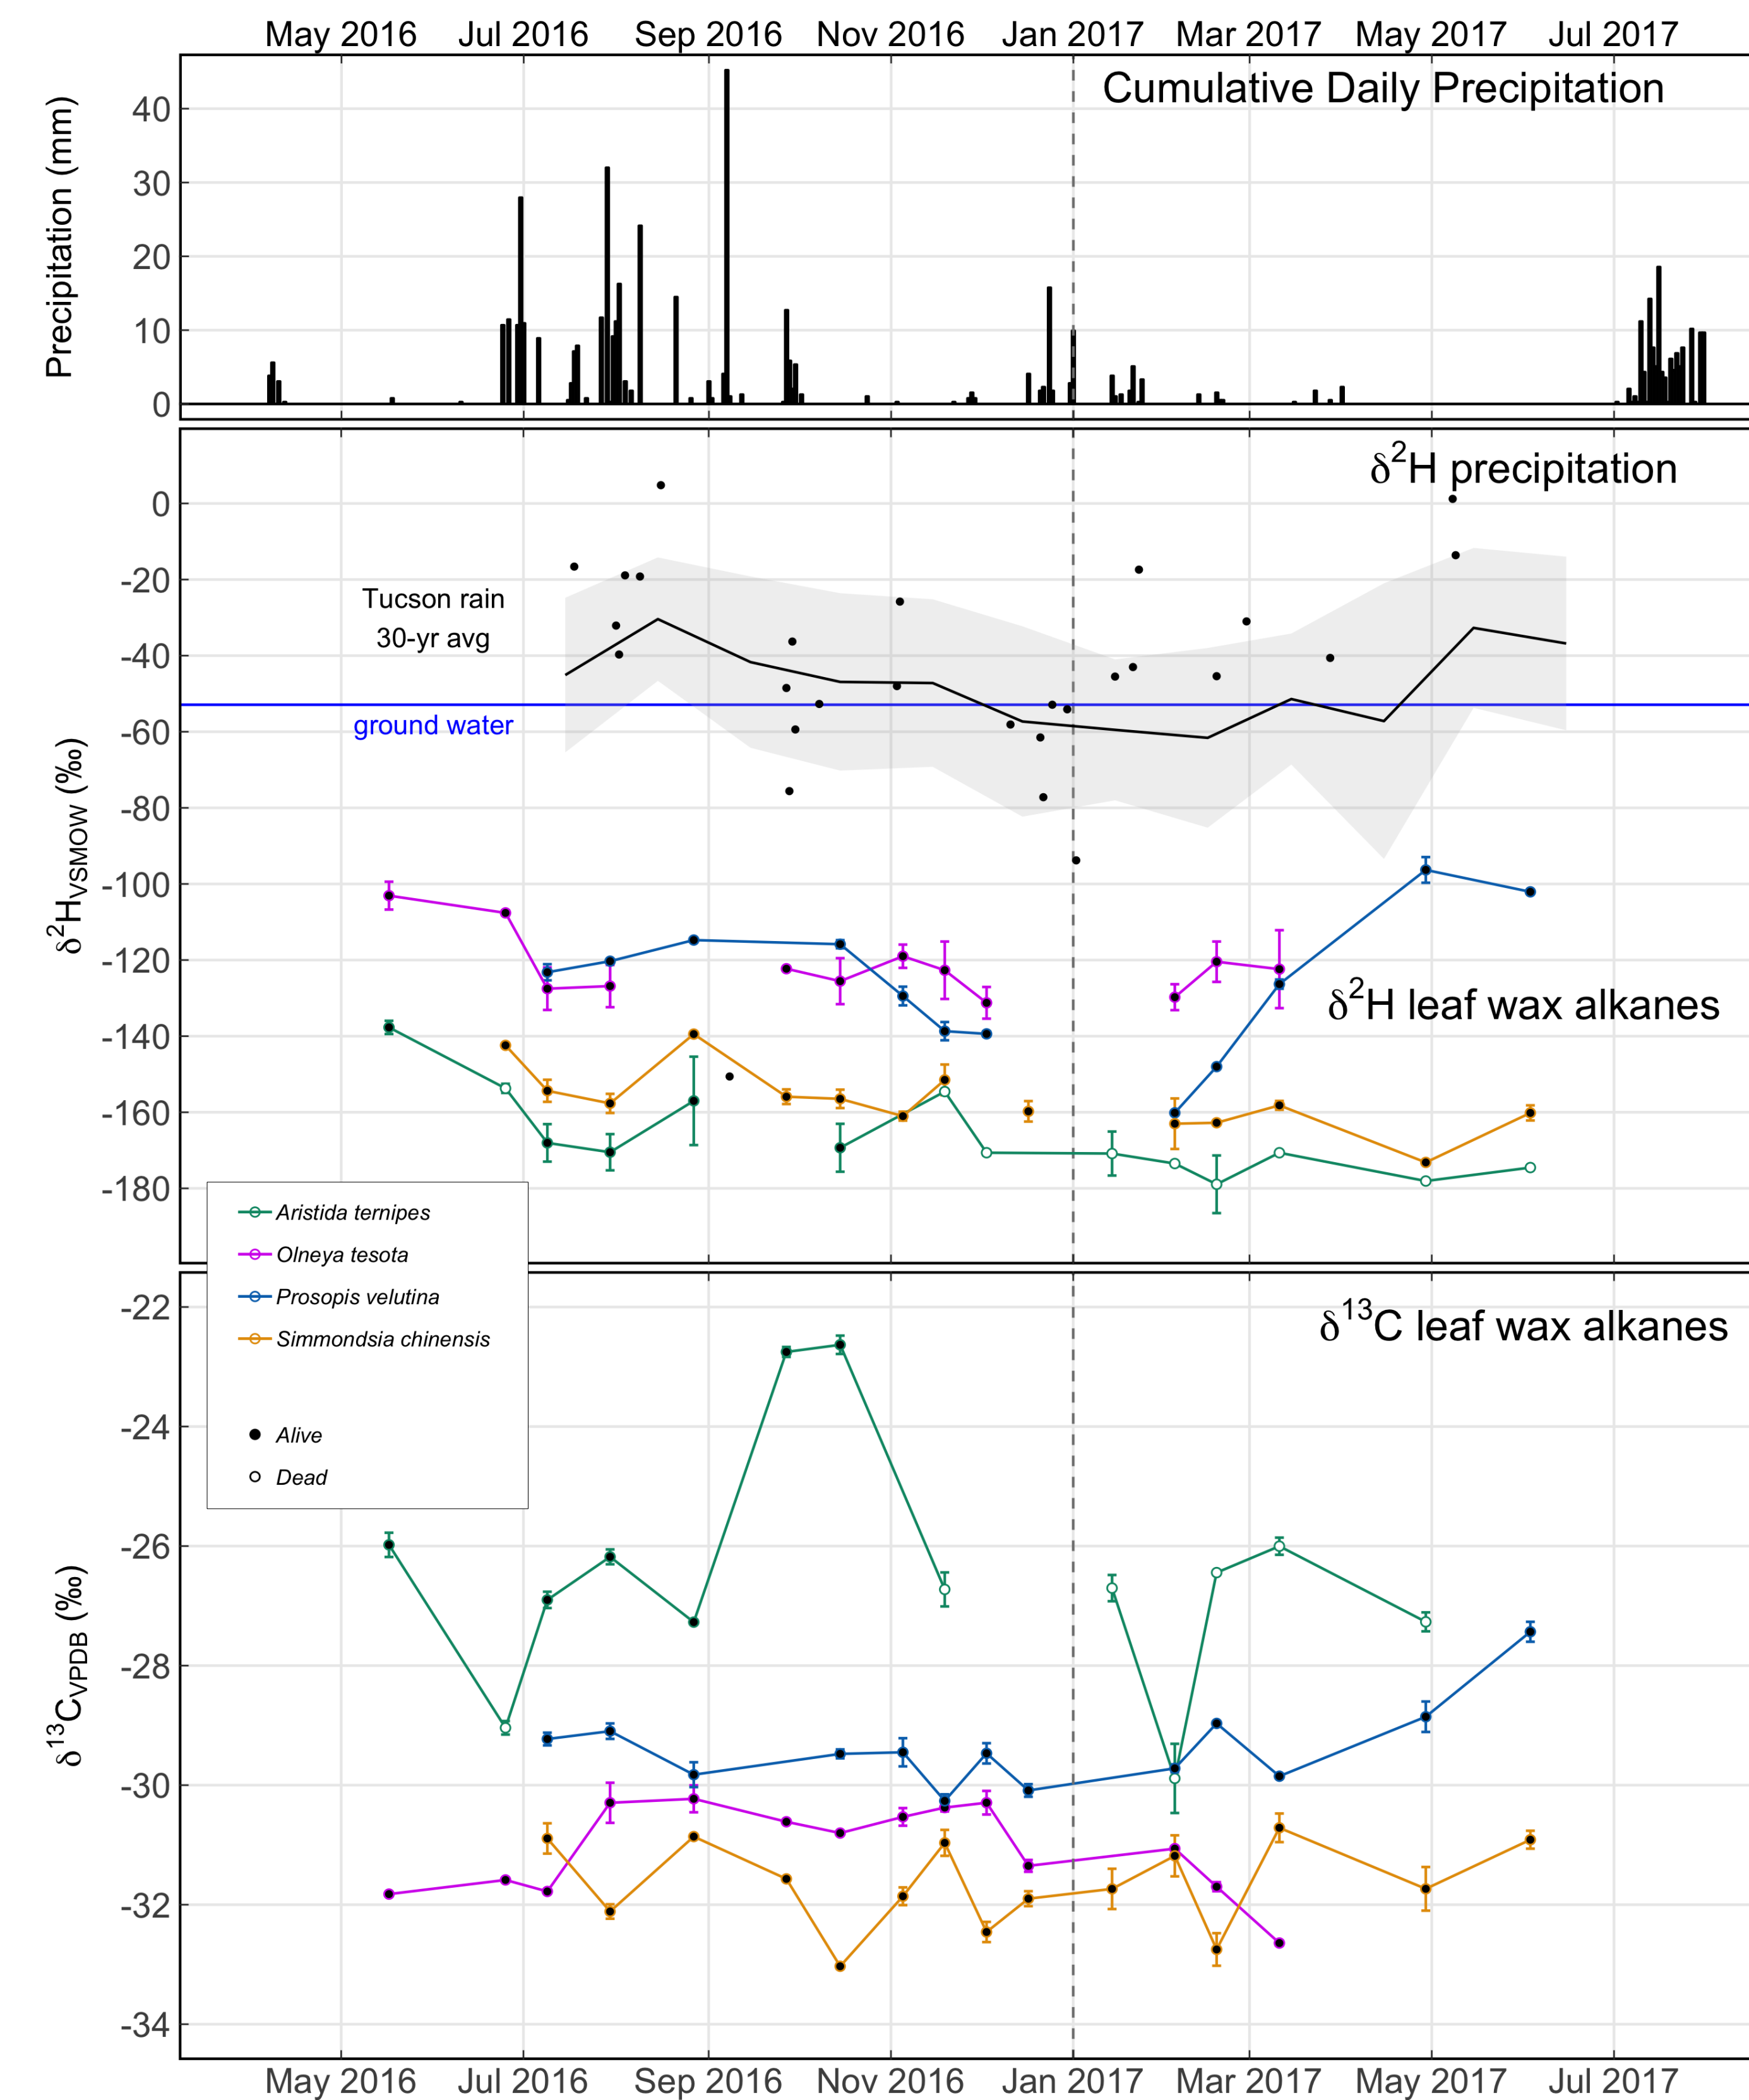 May 2016 Jul 2016 Sep 2016 Nov 2016 Jan 2017 Mar 2017 May 2017 Jul 2017
Cumulative Daily Precipitation
Precipitation (mm)
40
30
20
10
0
δ2H precipitation
δ2HVSMOW (‰)
0
-20
-40
-60
-80
-100
-120
-140
-160
-180
Tucson rain
30-yr avg
ground water
δ2H leaf wax alkanes
Aristida ternipes
Olneya tesota
Prosopis velutina
Simmondsia chinensis
Alive
Dead
δ13C leaf wax alkanes
δ13CVPDB (‰)
-22
-24
-26
-28
-30
-32
-34
May 2016 Jul 2016 Sep 2016 Nov 2016 Jan 2017 Mar 2017 May 2017 Jul 2017